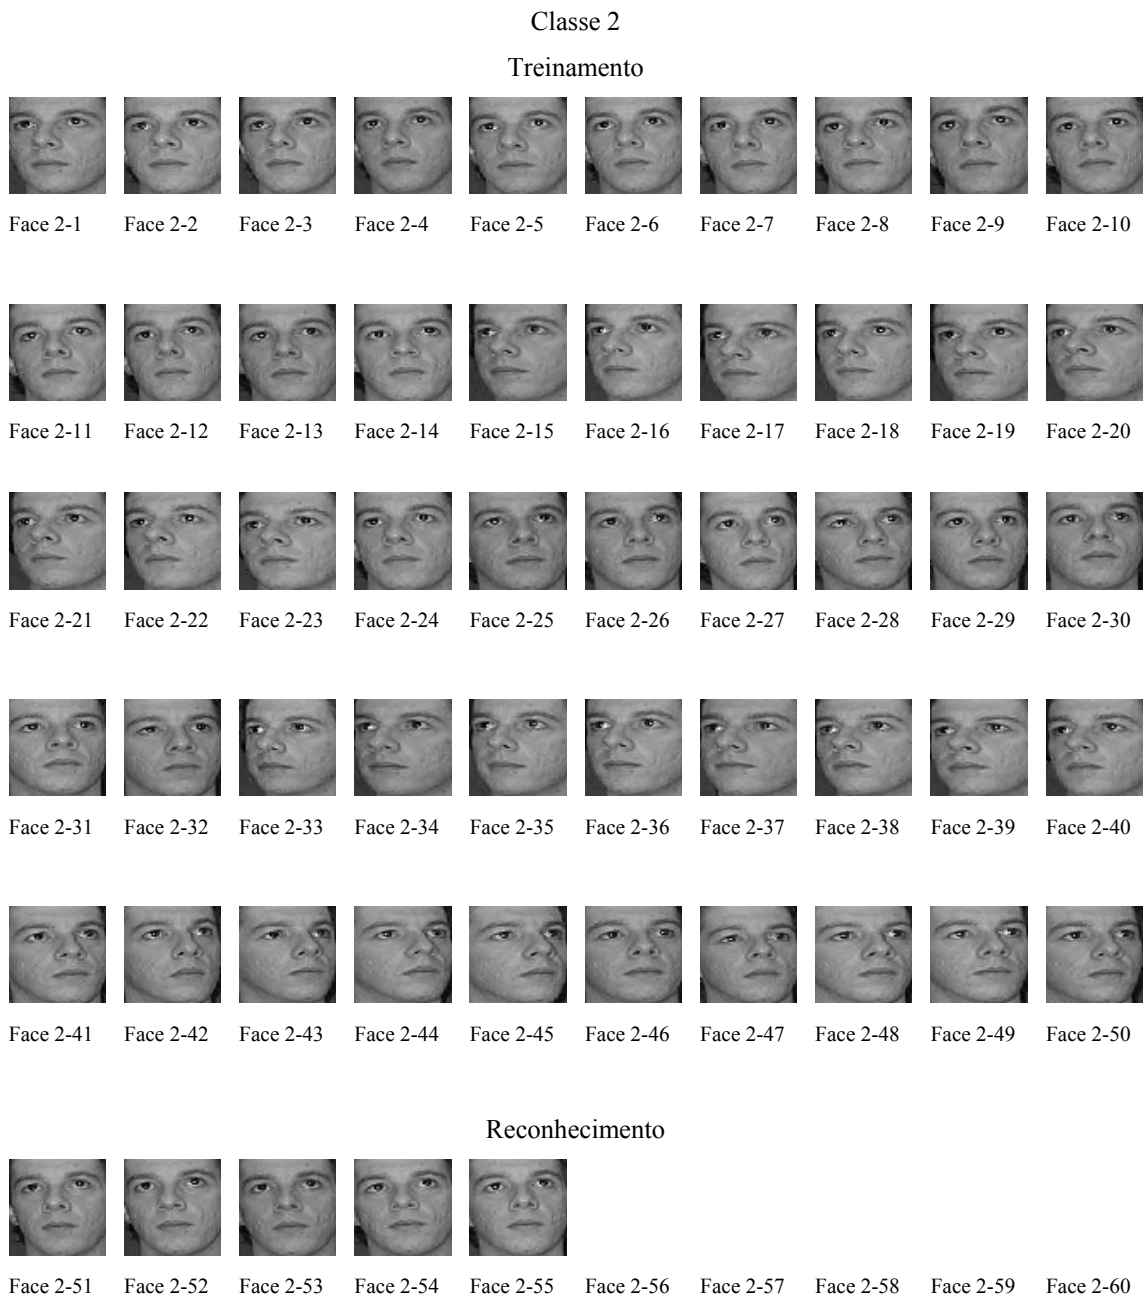 Classe 2
Treinamento
Face 2-1 Face 2-2 Face 2-3 Face 2-4 Face 2-5 Face 2-6 Face 2-7 Face 2-8 Face 2-9 Face 2-10
Face 2-11 Face 2-12 Face 2-13 Face 2-14 Face 2-15 Face 2-16 Face 2-17 Face 2-18 Face 2-19 Face 2-20
Face 2-21 Face 2-22 Face 2-23 Face 2-24 Face 2-25 Face 2-26 Face 2-27 Face 2-28 Face 2-29 Face 2-30
Face 2-31 Face 2-32 Face 2-33 Face 2-34 Face 2-35 Face 2-36 Face 2-37 Face 2-38 Face 2-39 Face 2-40
Face 2-41 Face 2-42 Face 2-43 Face 2-44 Face 2-45 Face 2-46 Face 2-47 Face 2-48 Face 2-49 Face 2-50
Reconhecimento
Face 2-51 Face 2-52 Face 2-53 Face 2-54 Face 2-55 Face 2-56 Face 2-57 Face 2-58 Face 2-59 Face 2-60